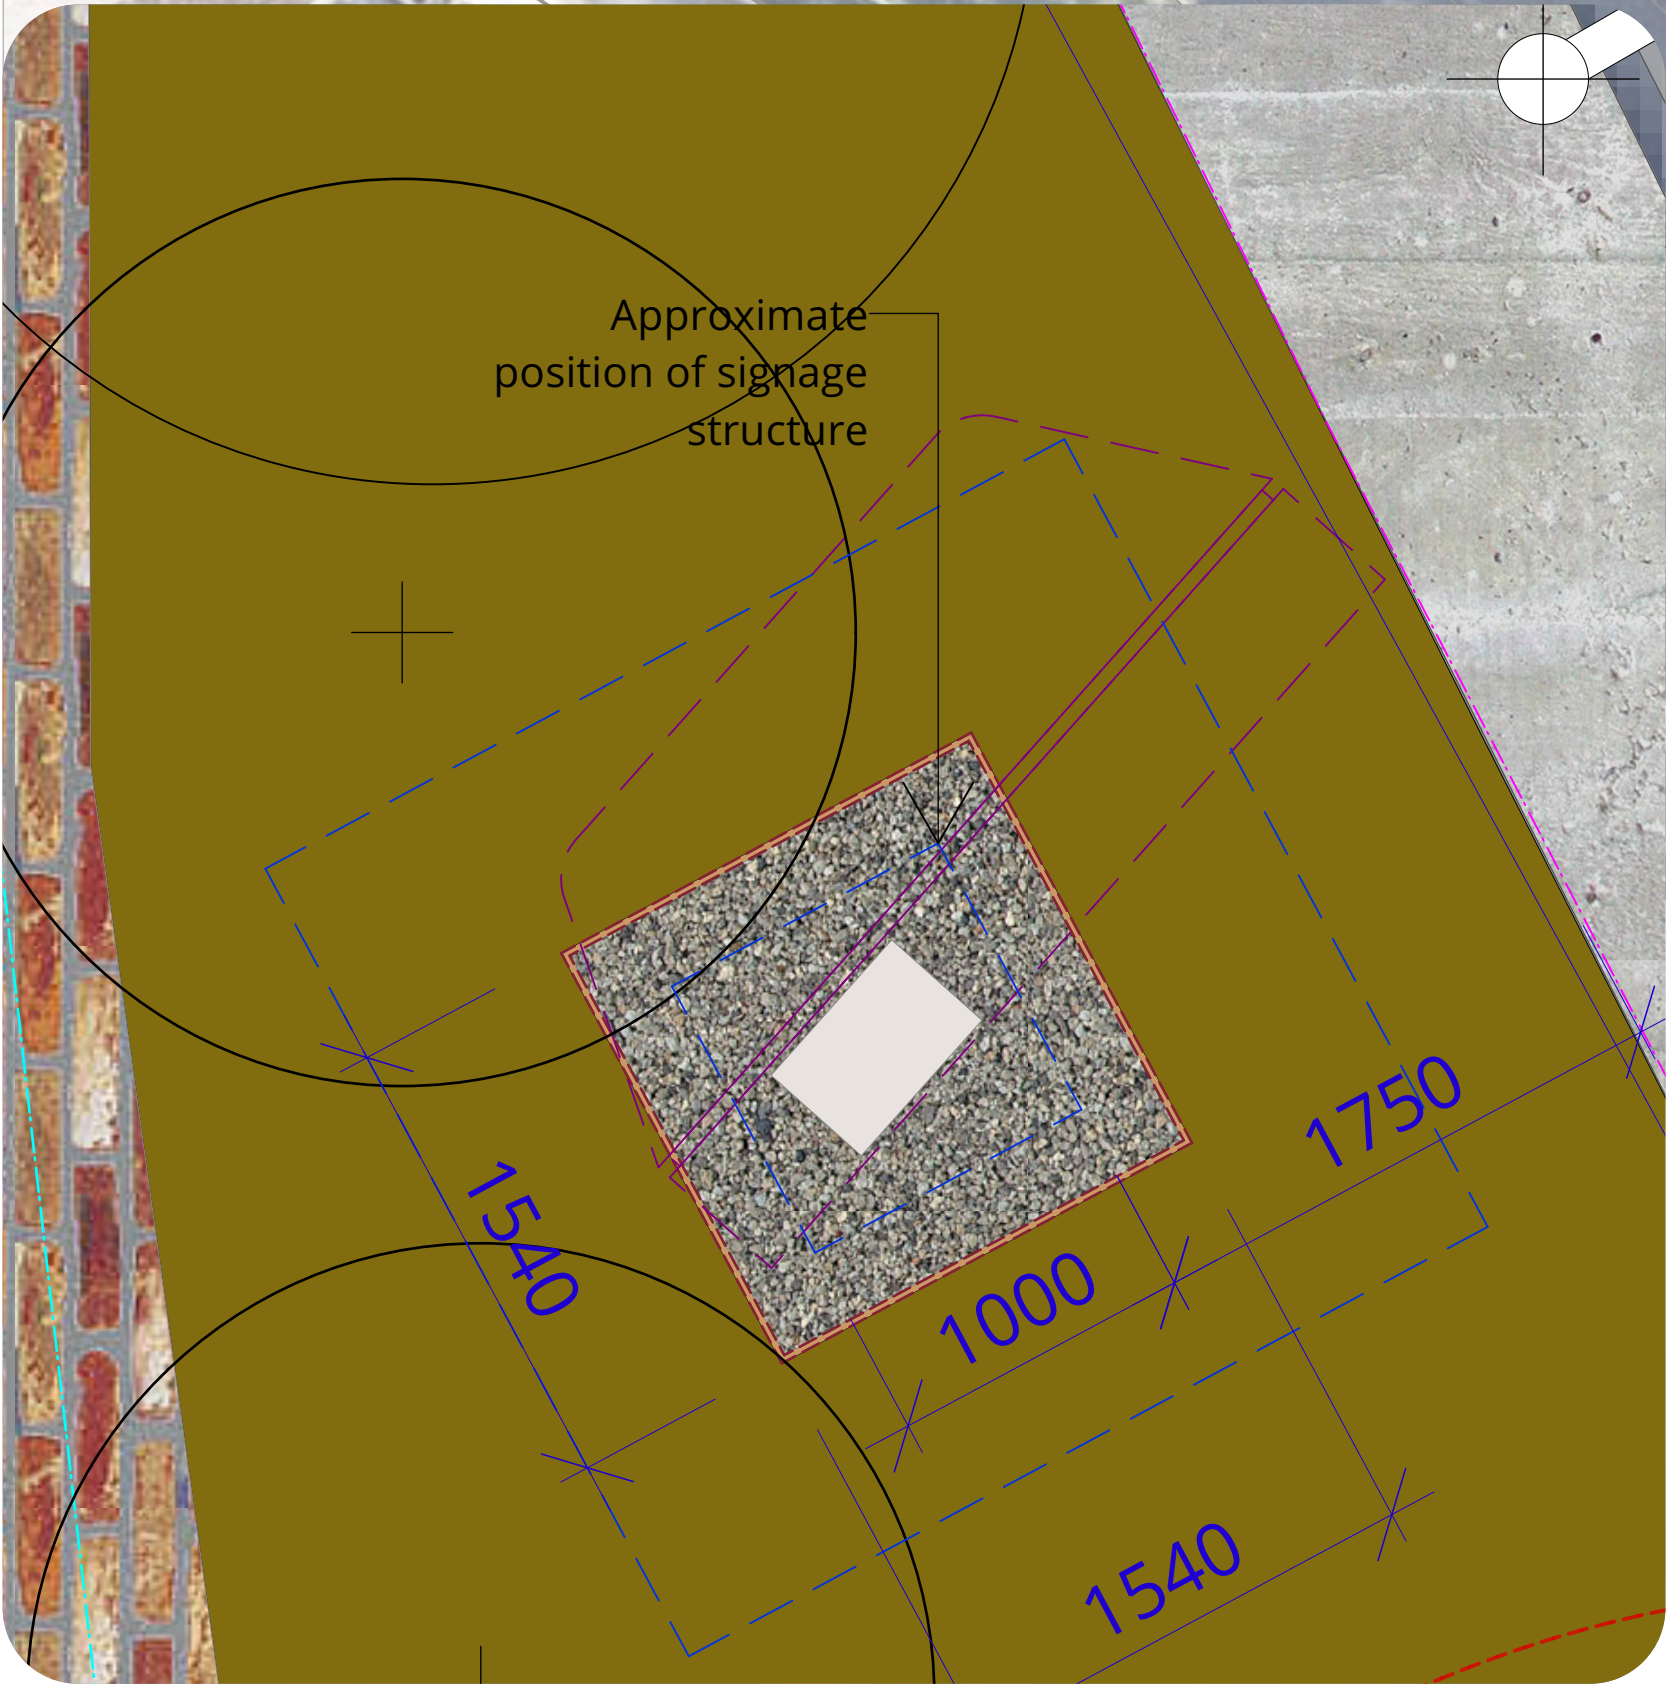 Approximate
position of signage
structure
1750
1540
1000
1540